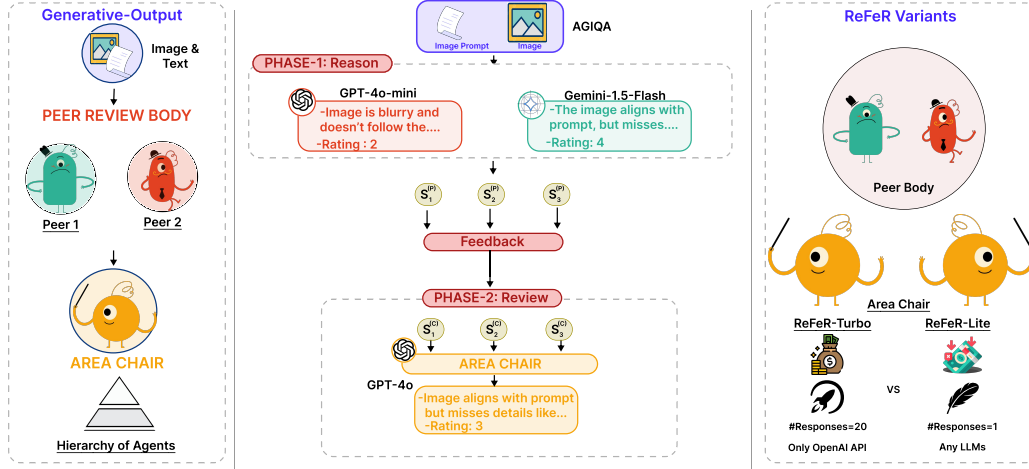 Generative-Output
Image &
Text
PEER REVIEW BODY
Peer 1
Peer 2
AREA CHAIR
Hierarchy of Agents
Image Prompt
Image
AGIQA
PHASE-1: Reason
GPT-4o-mini
-Image is blurry and
doesn't follow the....
-Rating : 2
Gemini-1.5-Flash
-The image aligns with
prompt, but misses....
-Rating: 4
S1(P)
S2(P)
S3(P)
Feedback
PHASE-2: Review
S1(C)
S2(C)
S3(C)
AREA CHAIR
GPT-4o
-Image aligns with prompt
but misses details like...
-Rating: 3
ReFeR Variants
Peer Body
Area Chair
ReFeR-Turbo
ReFeR-Lite
vs
#Responses=20
#Responses=1
Only OpenAI API
Any LLMs